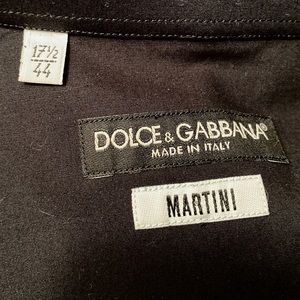 17½
44
DOLCE & GABBANA®
MADE IN ITALY
MARTINI